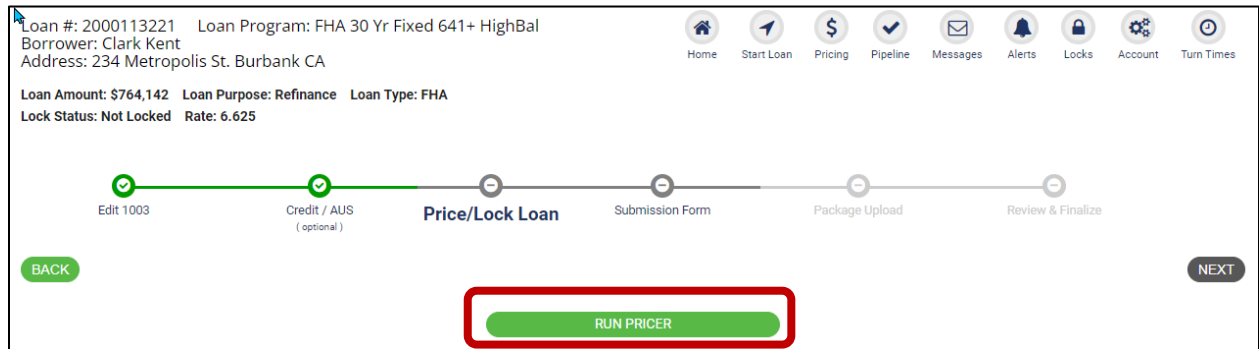 Loan #: 2000113221 Loan Program: FHA 30 Yr Fixed 641+ HighBal
Borrower: Clark Kent
Address: 234 Metropolis St. Burbank CA
Home Start Loan Pricing Pipeline Messages Alerts Locks Account Turn Times
Loan Amount: $764,142 Loan Purpose: Refinance Loan Type: FHA
Lock Status: Not Locked Rate: 6.625
Edit 1003 Credit / AUS Price/Lock Loan Submission Form Package Upload Review & Finalize
( optional )
BACK NEXT
RUN PRICER